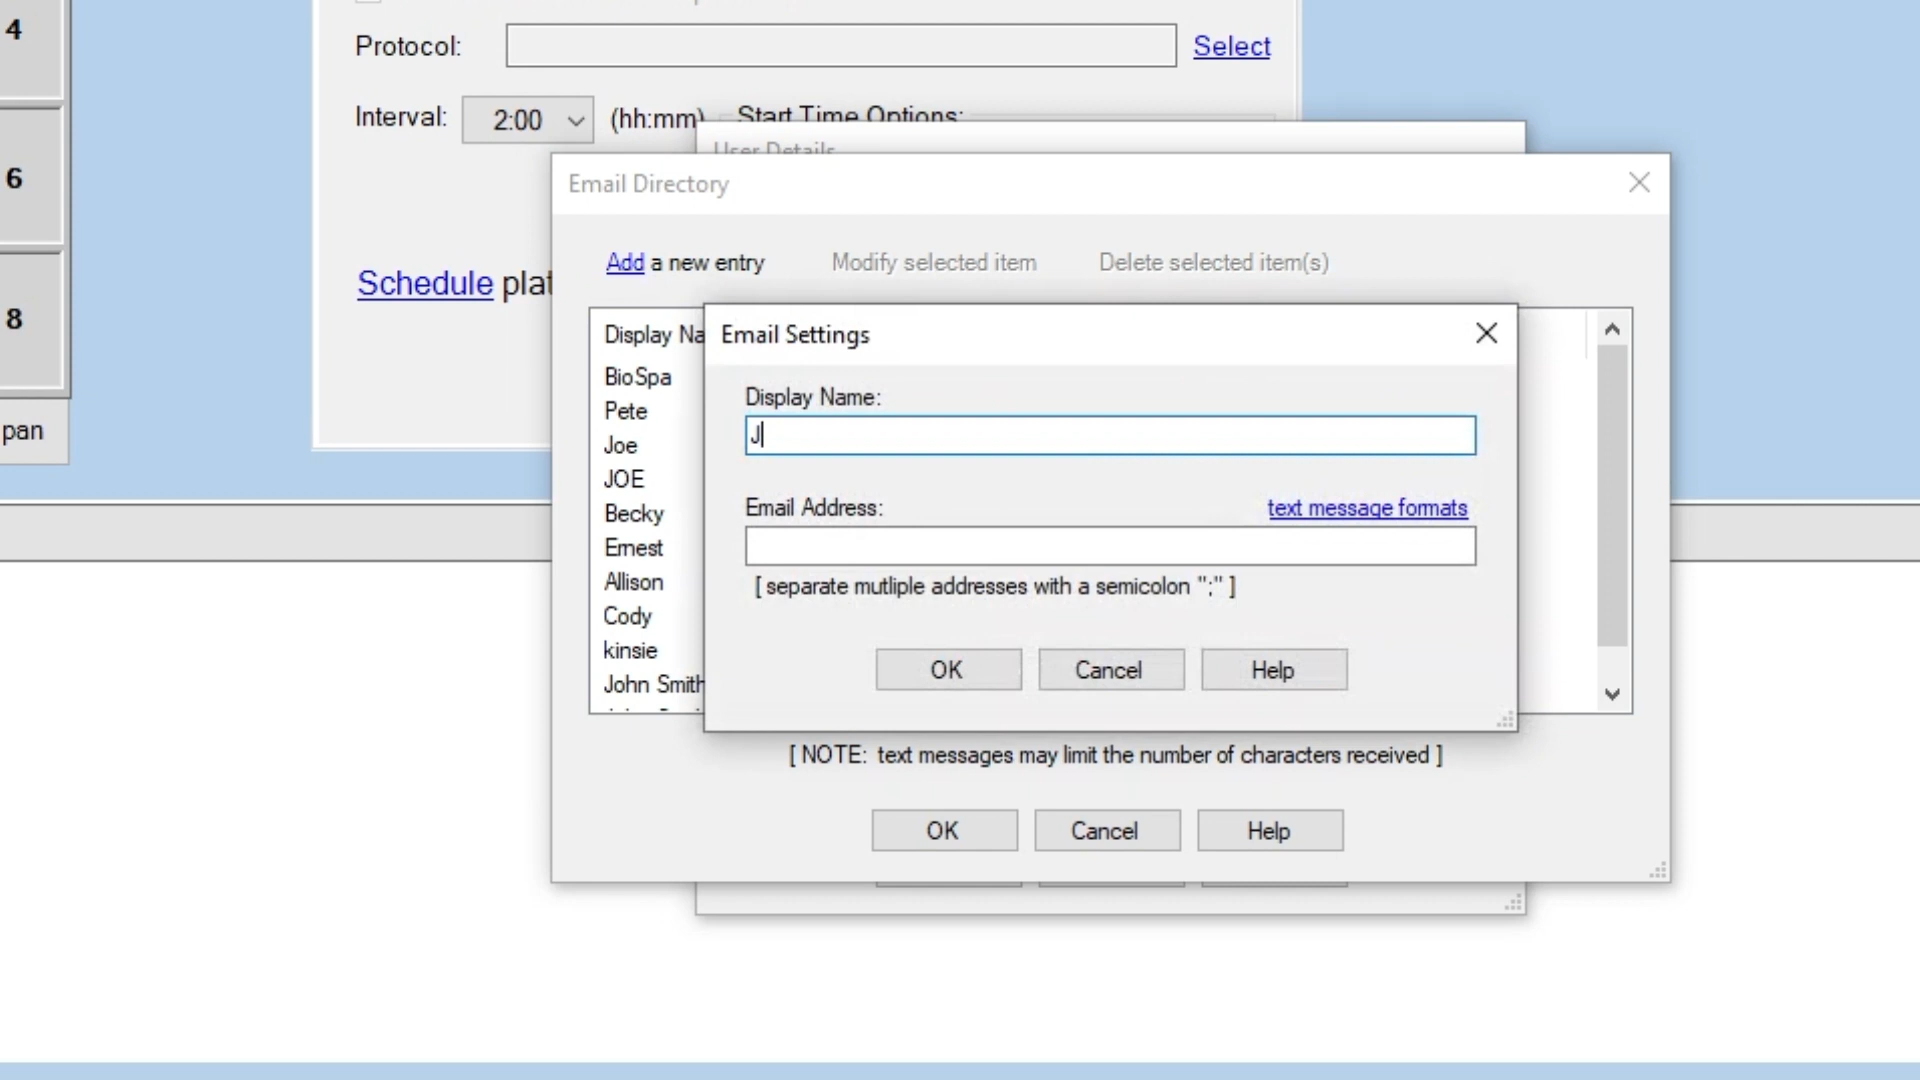 4
6
8
pan
Protocol:
Select
Interval:
2:00
(hh:mm)
Start Time Options:
Schedule plat
User Details
Email Directory
Add a new entry
Modify selected item
Delete selected item(s)
Display Na
BioSpa
Pete
Joe
JOE
Becky
Ernest
Allison
Cody
kinsie
John Smith
Email Settings
Display Name:
J
Email Address:
text message formats
[ separate mutliple addresses with a semicolon ";" ]
OK
Cancel
Help
[ NOTE: text messages may limit the number of characters received ]
OK
Cancel
Help